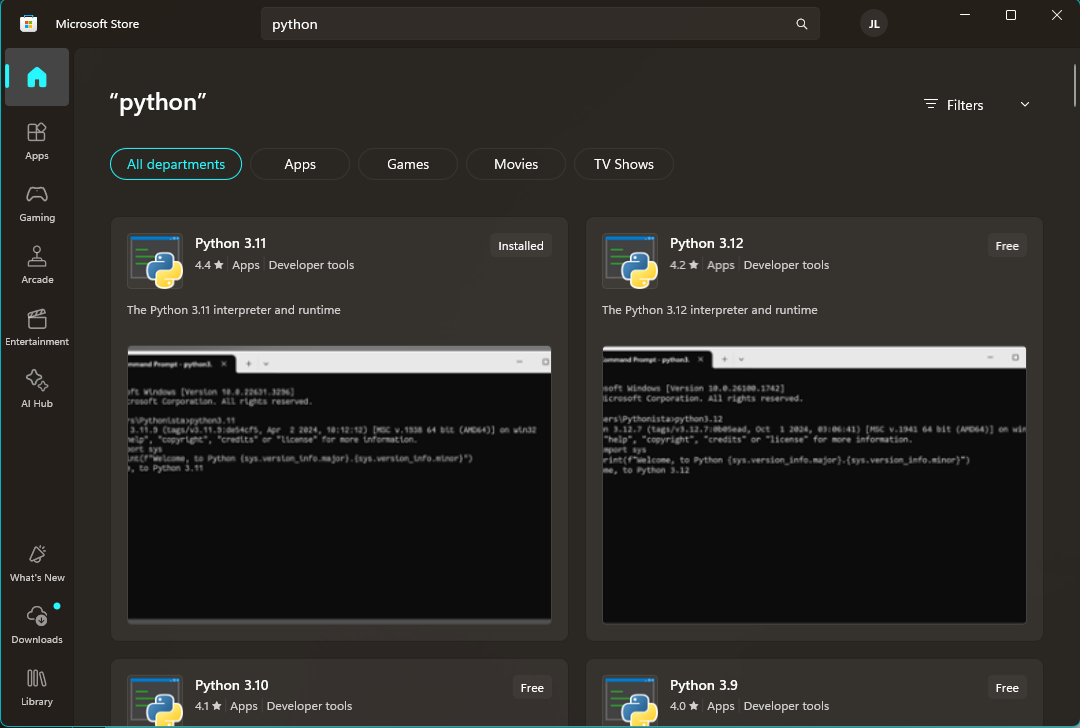 Microsoft Store
python
JL
Apps
Gaming
Arcade
Entertainment
AI Hub
What's New
Downloads
Library
“python”
Filters
All departments
Apps
Games
Movies
TV Shows
Python 3.11
Installed
4.4 ★ Apps Developer tools
The Python 3.11 interpreter and runtime
mmand Prompt - python3.
oft Windows [Version 10.0.22631.3296]
crosoft Corporation. All rights reserved.
rs\Pythonista>python3.11
3.11.9 (tags/v3.11.9:de54cf5, Apr 2 2024, 10:12:12) [MSC v.1938 64 bit (AMD64)] on win32
help", "copyright", "credits" or "license" for more information.
port sys
int(f"Welcome, to Python {sys.version_info.major}.{sys.version_info.minor}")
, to Python 3.11
Python 3.12
Free
4.2 ★ Apps Developer tools
The Python 3.12 interpreter and runtime
ommand Prompt - python3.
soft Windows [Version 10.0.26100.1742]
icrosoft Corporation. All rights reserved.
ers\Pythonista>python3.12
n 3.12.7 (tags/v3.12.7:0b05ead, Oct 1 2024, 03:06:41) [MSC v.1941 64 bit (AMD64)] on win
"help", "copyright", "credits" or "license" for more information.
mport sys
rint(f"Welcome, to Python {sys.version_info.major}.{sys.version_info.minor}")
me, to Python 3.12
Python 3.10
Free
4.1 ★ Apps Developer tools
Python 3.9
Free
4.0 ★ Apps Developer tools